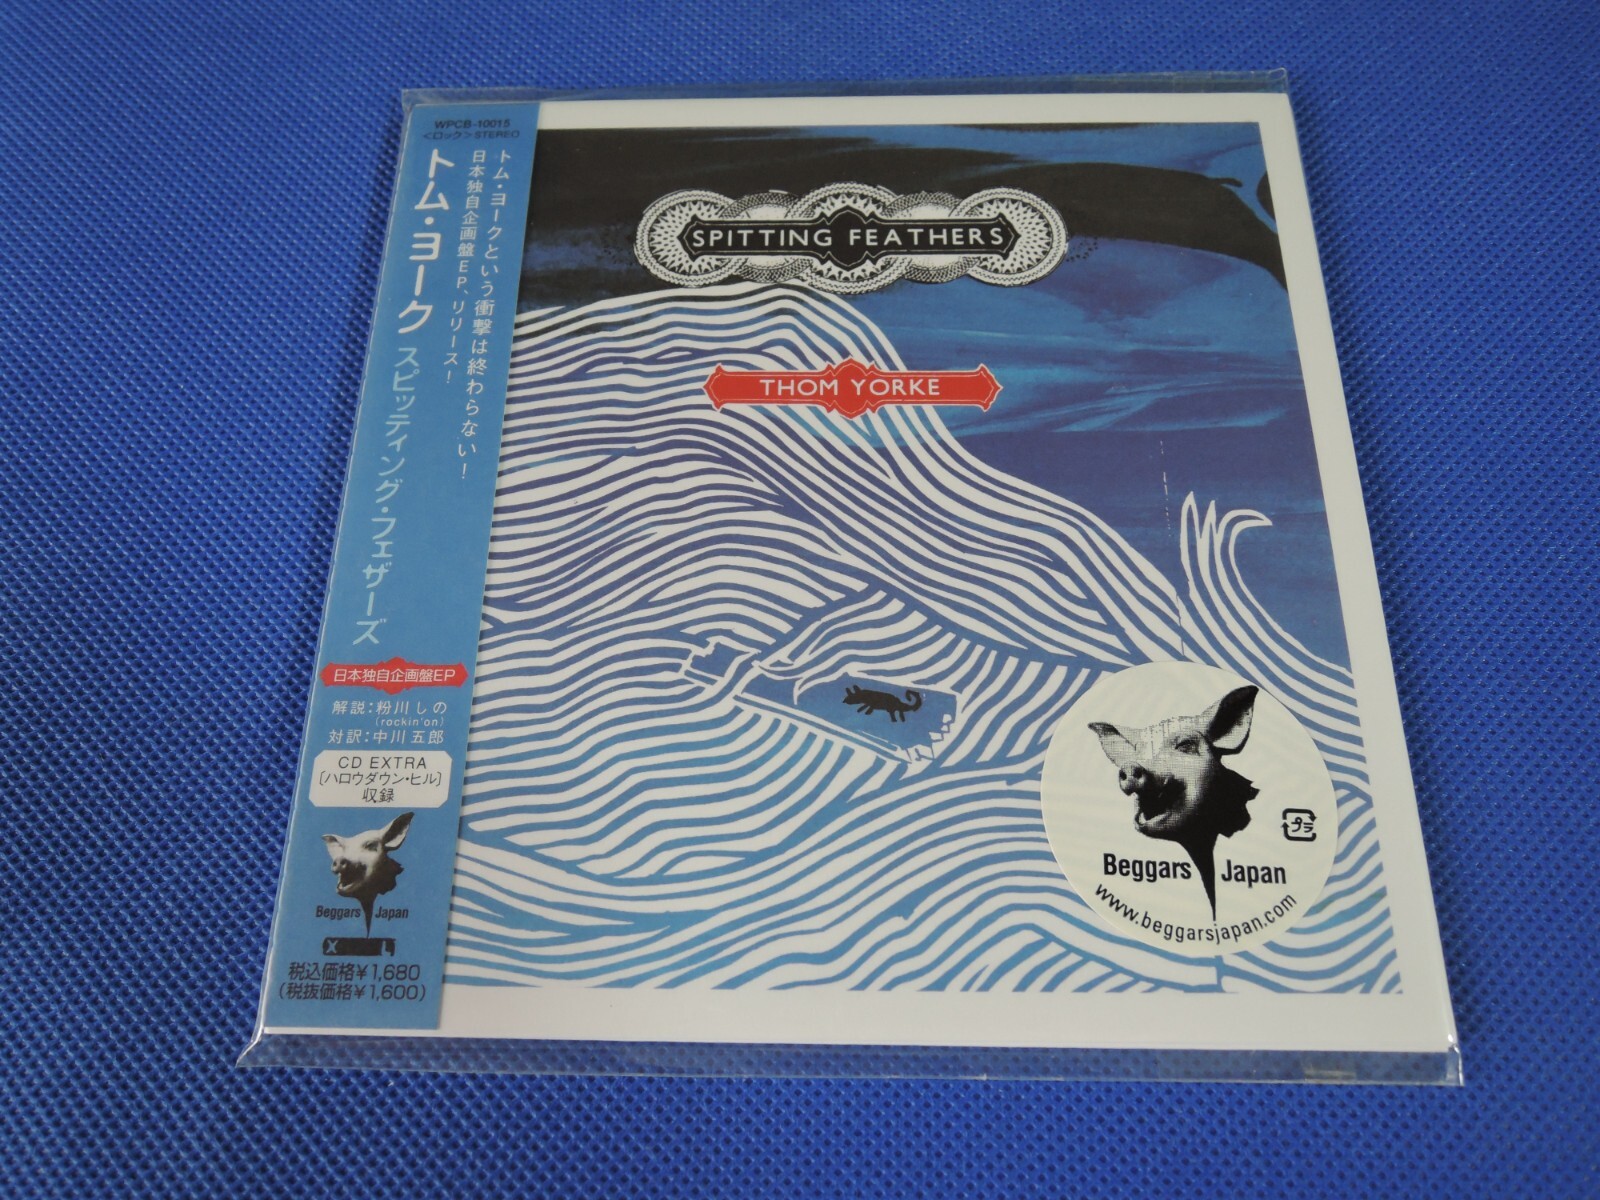 WPCB-10015
<ロック>STEREO
トム・ヨークという衝撃は終わらない!
日本独自企画盤EP、リリース!
トム・ヨーク スピッティング・フェザーズ
日本独自企画盤EP
解説:粉川しの
(rockin'on)
対訳:中川五郎
CD EXTRA
[ハロウダウン・ヒル]
収録
Beggars Japan
XL
税込価格¥1,680
(税抜価格¥1,600)
SPITTING FEATHERS
THOM YORKE
プラ
Beggars Japan
www.beggarsjapan.com